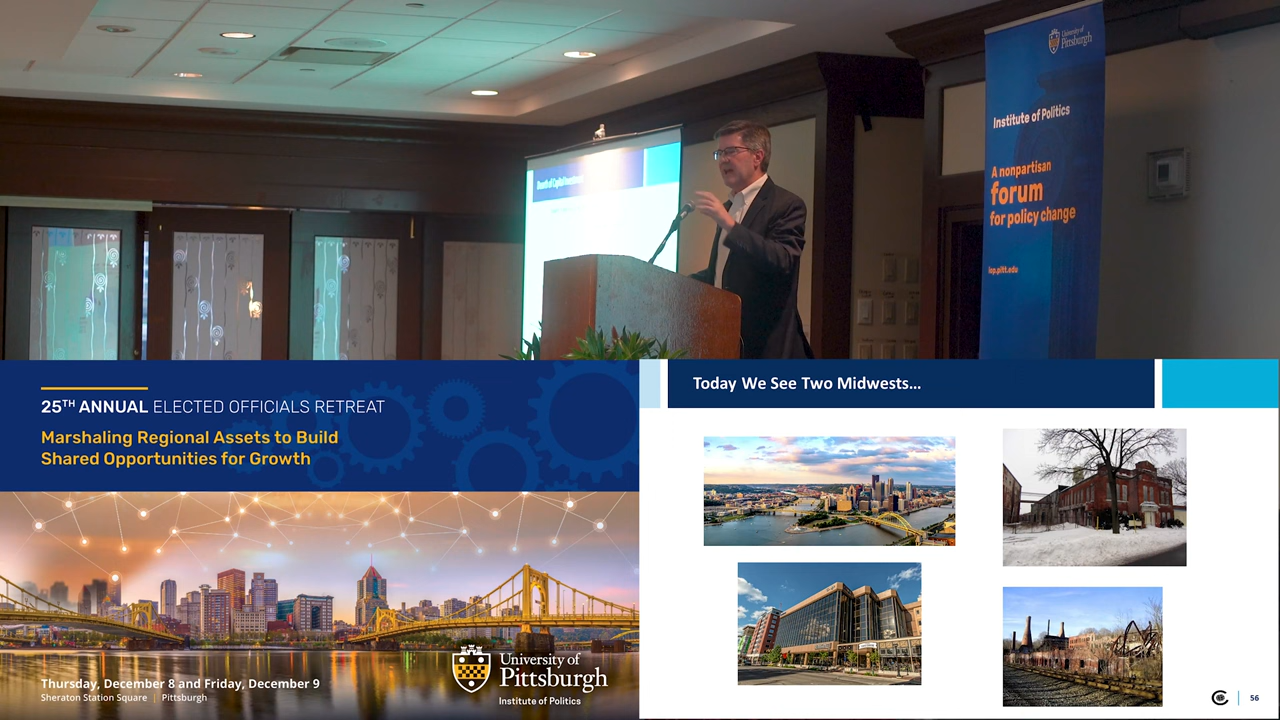 University of
Pittsburgh
Institute of Politics
A nonpartisan
forum
for policy change
iop.pitt.edu
25TH ANNUAL ELECTED OFFICIALS RETREAT
Marshaling Regional Assets to Build
Shared Opportunities for Growth
Thursday, December 8 and Friday, December 9
Sheraton Station Square | Pittsburgh
University of
Pittsburgh
Institute of Politics
Today We See Two Midwests...
56